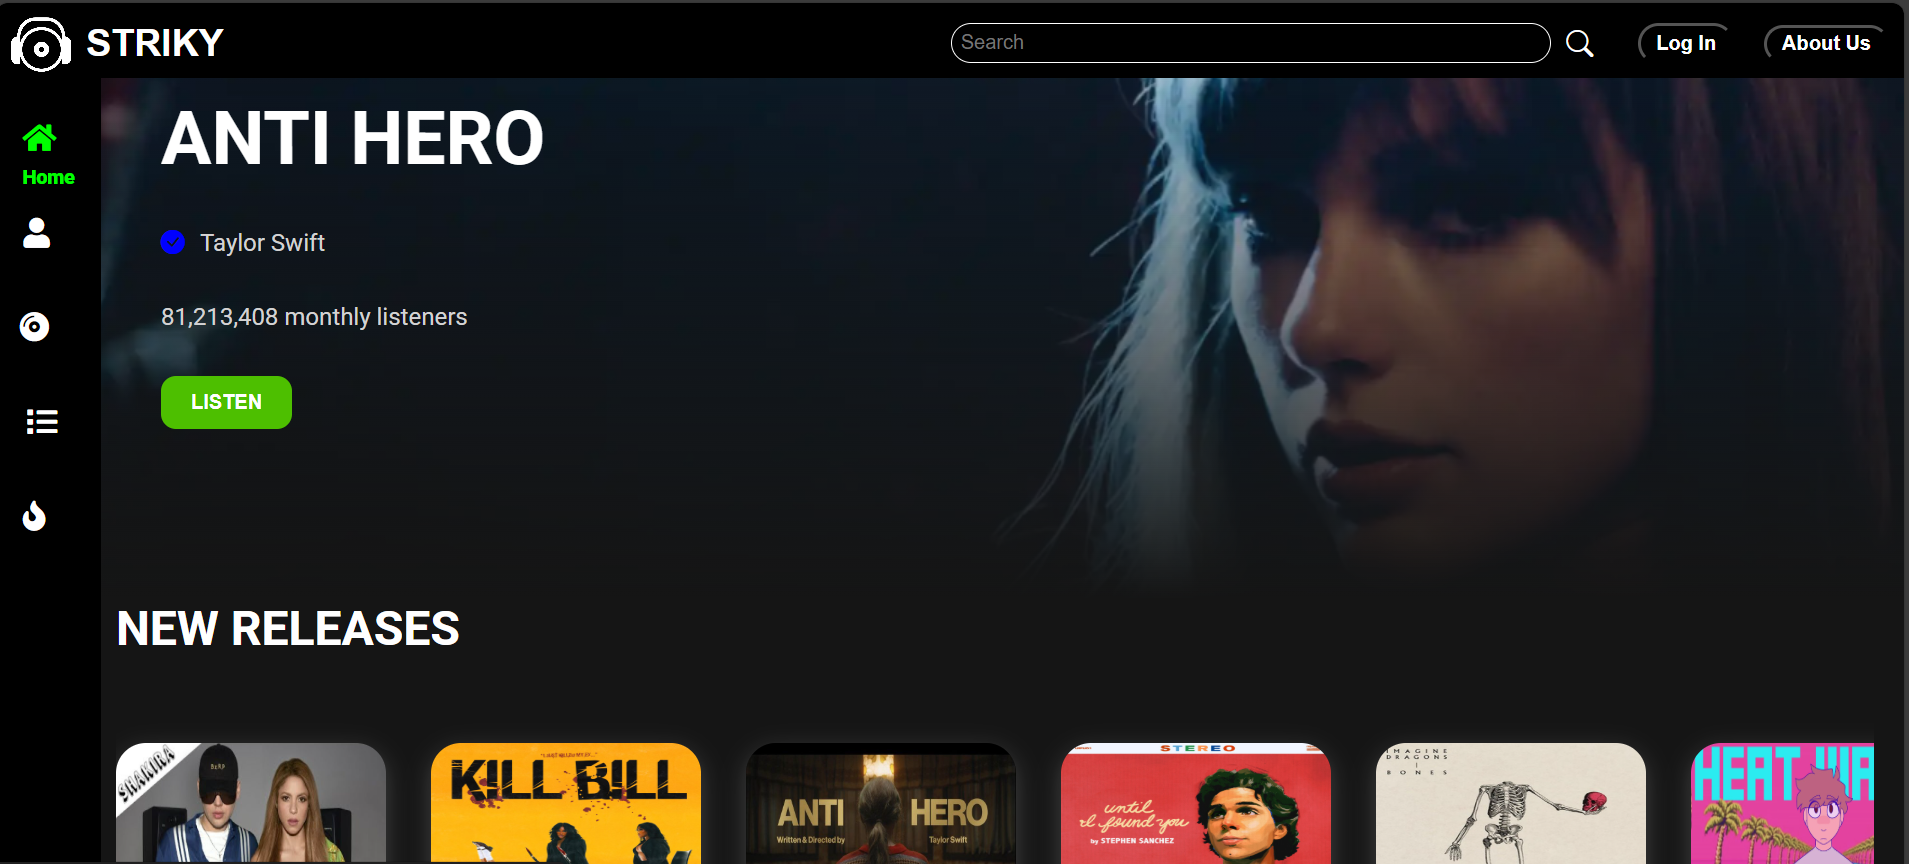 STRIKY
Search
Log In
About Us
ANTI HERO
Home
Taylor Swift
81,213,408 monthly listeners
LISTEN
NEW RELEASES
SHAKIRA
BZRP
KILL BILL
ANTI HERO
Written & Directed by
Taylor Swift
STEREO
until
I found you
by STEPHEN SANCHEZ
IMAGINE
DRAGONS
BONES
HEAT WA